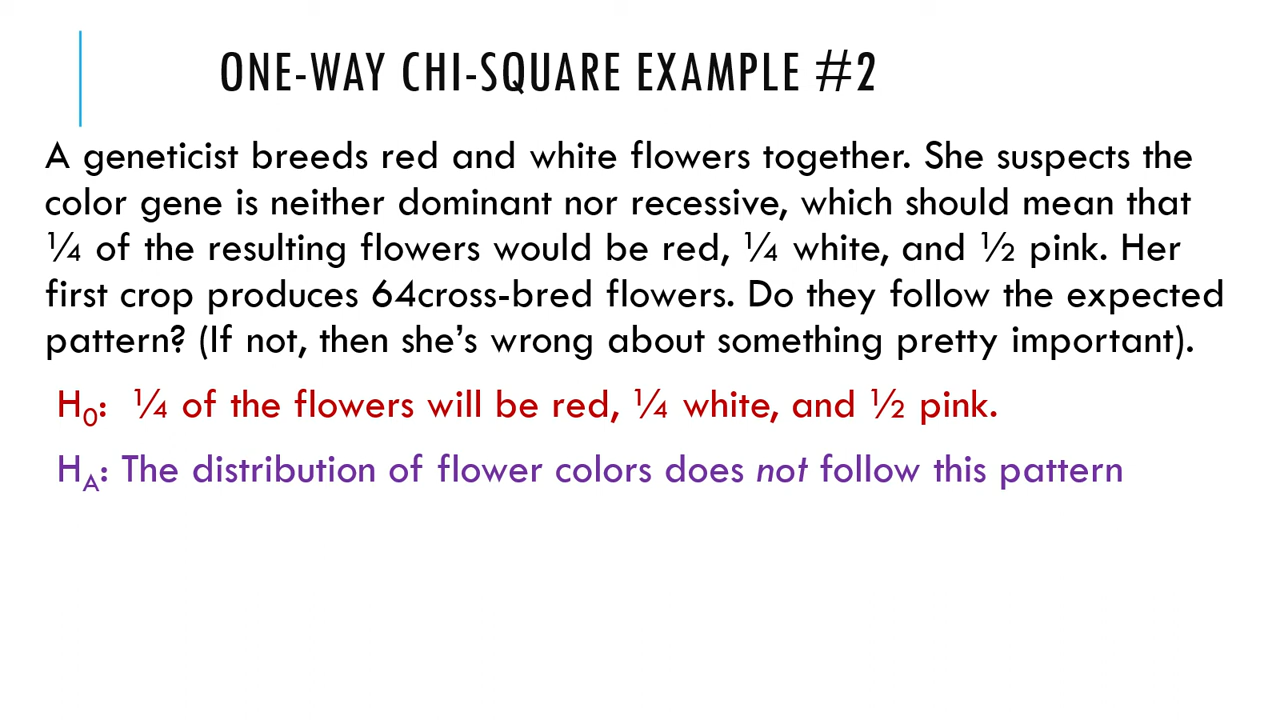 ONE-WAY CHI-SQUARE EXAMPLE #2
A geneticist breeds red and white flowers together. She suspects the
color gene is neither dominant nor recessive, which should mean that
¼ of the resulting flowers would be red, ¼ white, and ½ pink. Her
first crop produces 64cross-bred flowers. Do they follow the expected
pattern? (If not, then she’s wrong about something pretty important).
H0: ¼ of the flowers will be red, ¼ white, and ½ pink.
HA: The distribution of flower colors does not follow this pattern